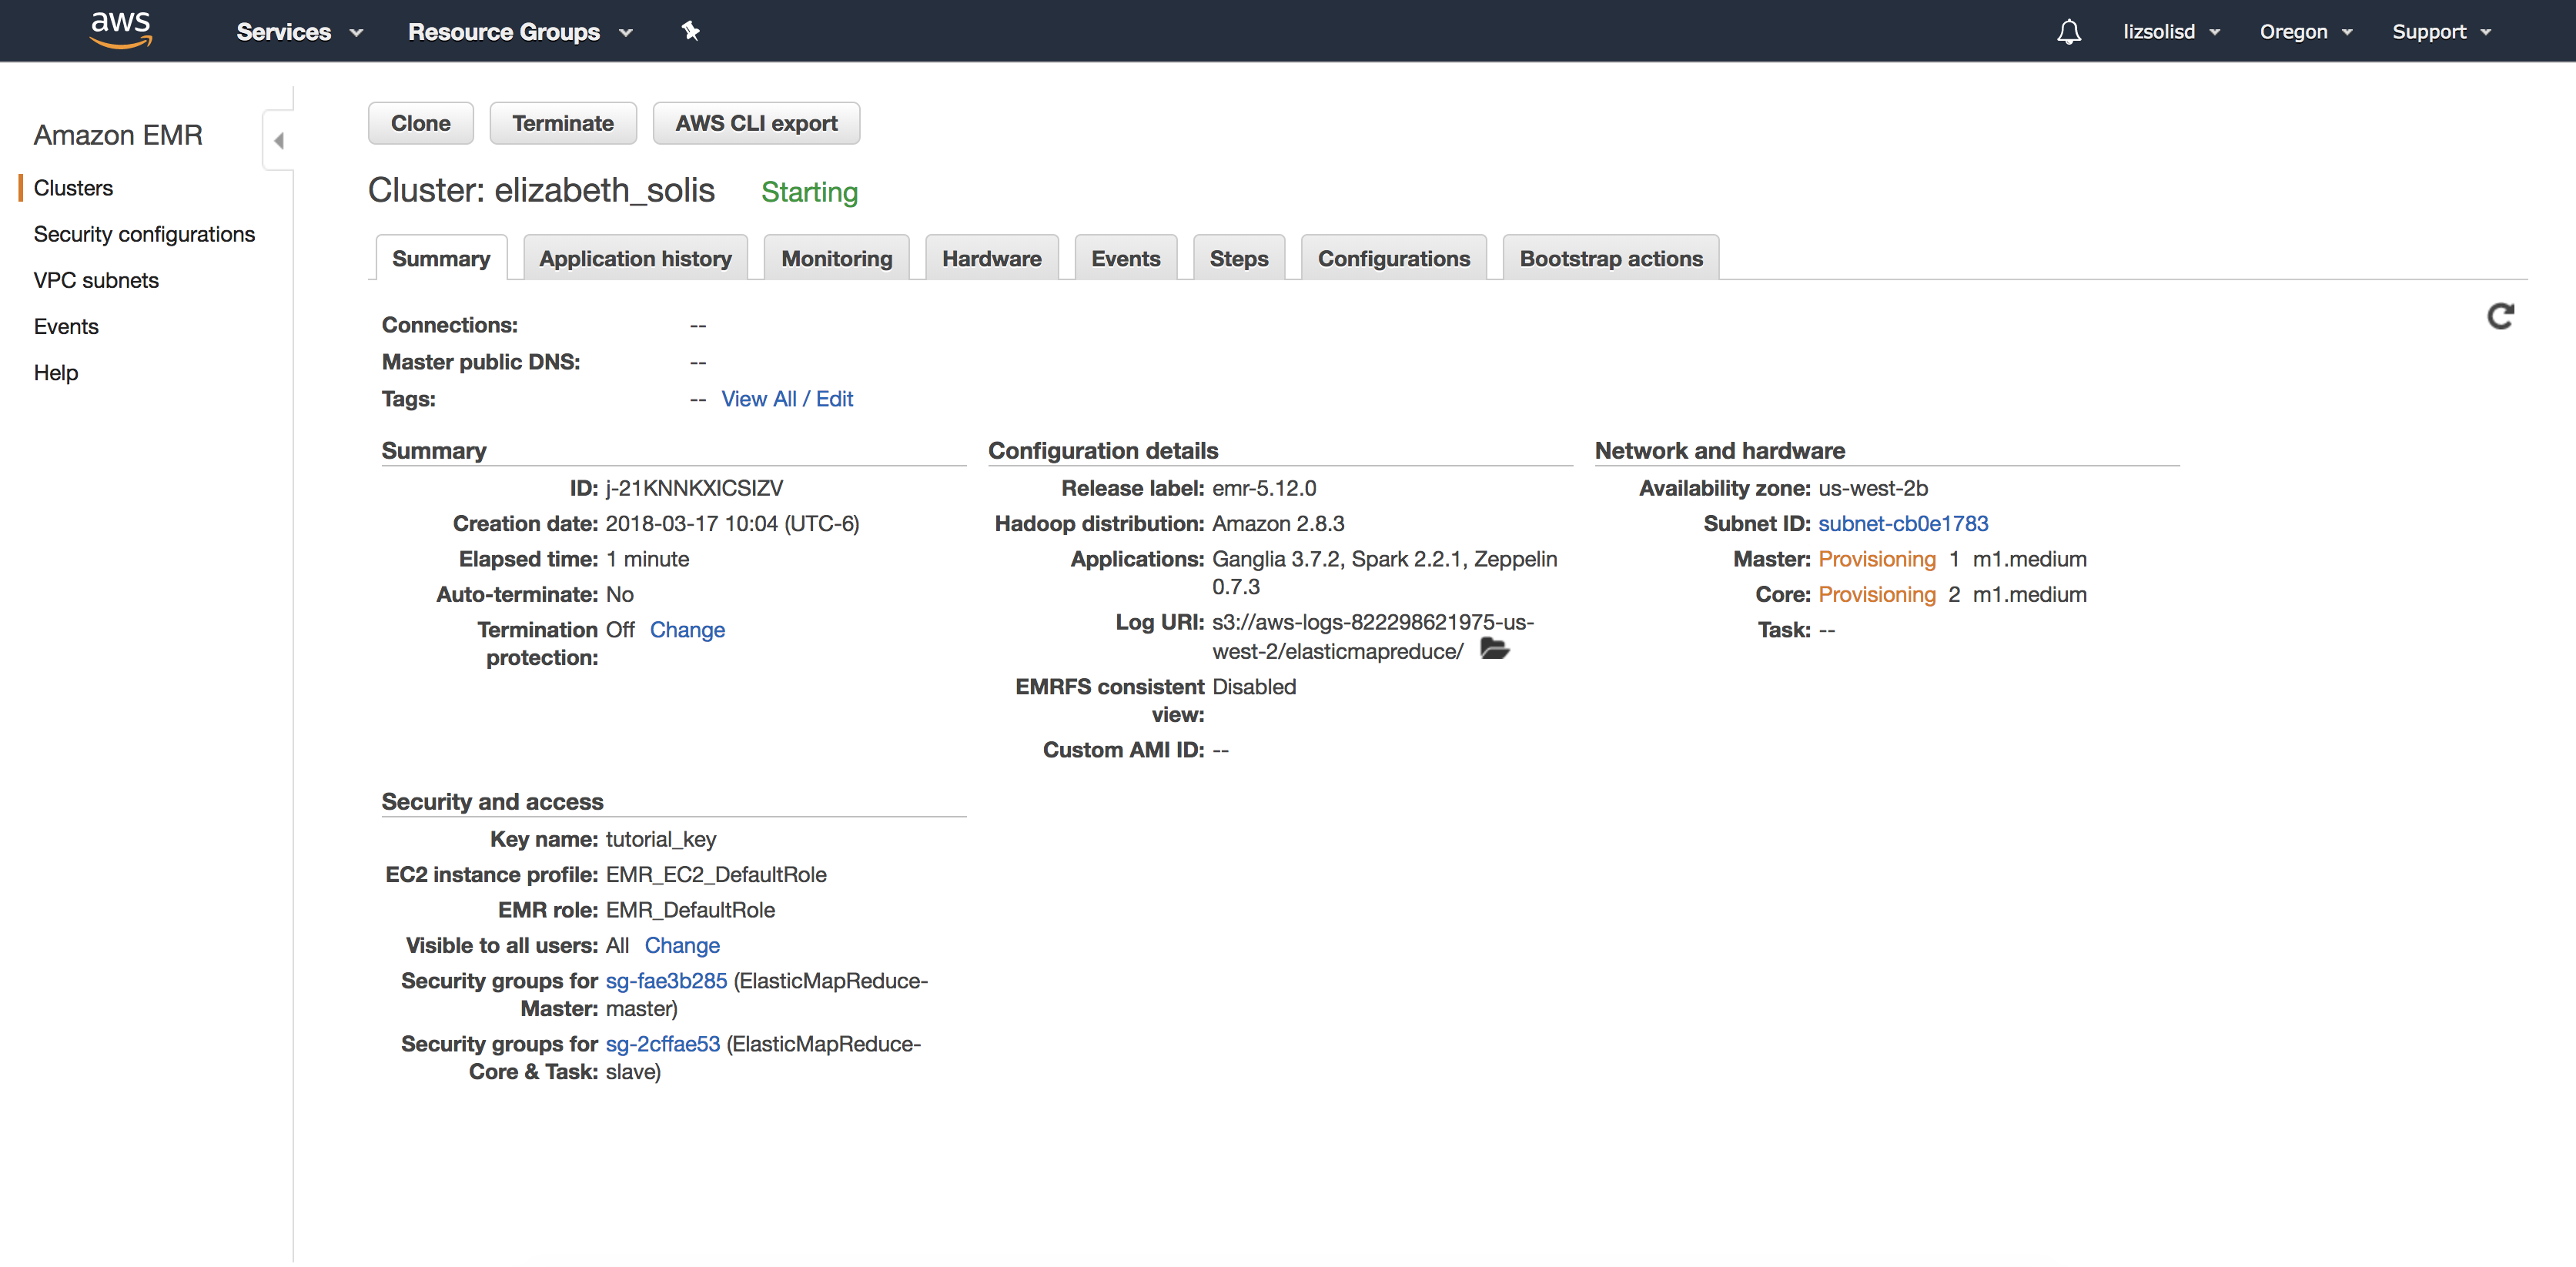 aws Services Resource Groups lizsolisd Oregon Support
Amazon EMR
Clusters
Security configurations
VPC subnets
Events
Help
Clone Terminate AWS CLI export
Cluster: elizabeth_solis Starting
Summary Application history Monitoring Hardware Events Steps Configurations Bootstrap actions
Connections: --
Master public DNS: --
Tags: -- View All / Edit
Summary
ID: j-21KNNKXICSIZV
Creation date: 2018-03-17 10:04 (UTC-6)
Elapsed time: 1 minute
Auto-terminate: No
Termination Off Change
protection:
Configuration details
Release label: emr-5.12.0
Hadoop distribution: Amazon 2.8.3
Applications: Ganglia 3.7.2, Spark 2.2.1, Zeppelin
0.7.3
Log URI: s3://aws-logs-822298621975-us-
west-2/elasticmapreduce/
EMRFS consistent Disabled
view:
Custom AMI ID: --
Network and hardware
Availability zone: us-west-2b
Subnet ID: subnet-cb0e1783
Master: Provisioning 1 m1.medium
Core: Provisioning 2 m1.medium
Task: --
Security and access
Key name: tutorial_key
EC2 instance profile: EMR_EC2_DefaultRole
EMR role: EMR_DefaultRole
Visible to all users: All Change
Security groups for sg-fae3b285 (ElasticMapReduce-
Master: master)
Security groups for sg-2cffae53 (ElasticMapReduce-
Core & Task: slave)